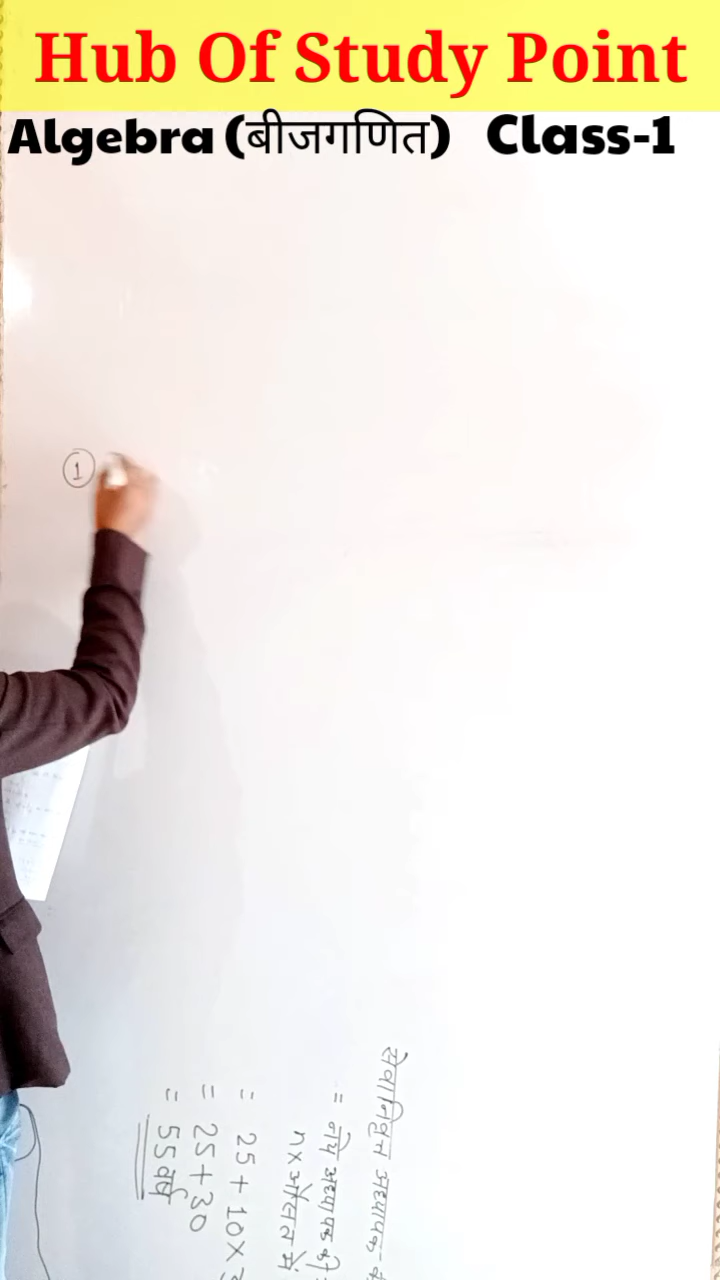 Hub Of Study Point
Algebra (बीजगणित) Class-1
①
सेवानिवृत अध्यापक
= नये अध्यापक की
n×औसत में
= 25 + 10×
= 25 + 30
= 55 वर्ष